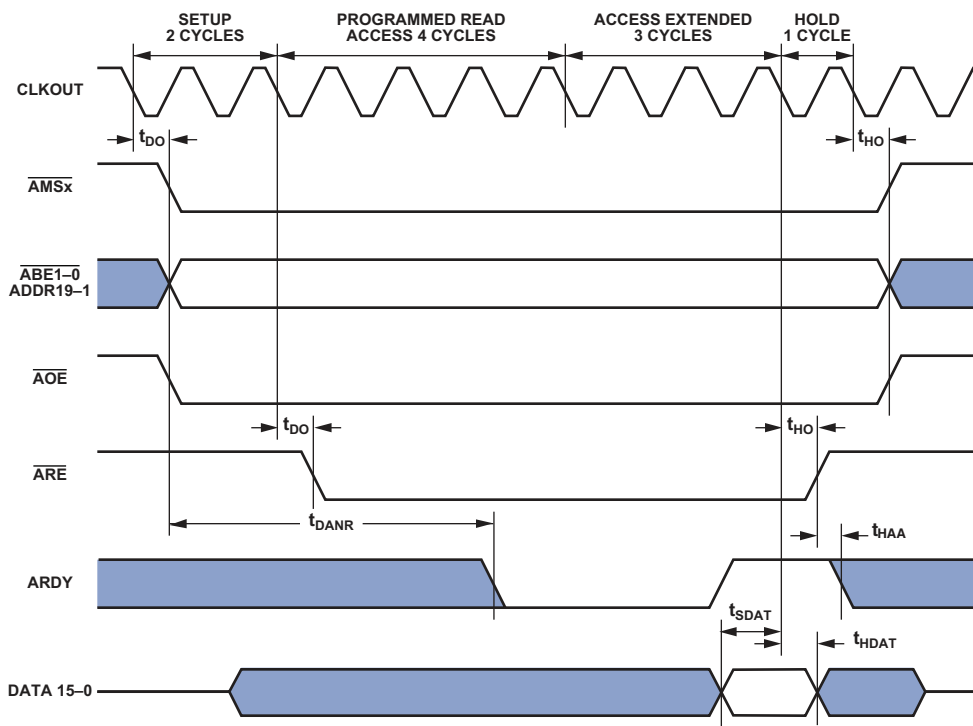 SETUP
2 CYCLES
PROGRAMMED READ
ACCESS 4 CYCLES
ACCESS EXTENDED
3 CYCLES
HOLD
1 CYCLE
CLKOUT
tDO
tHO
AMSx
ABE1–0
ADDR19–1
AOE
tDO
tHO
ARE
tDANR
tHAA
ARDY
tSDAT
tHDAT
DATA 15–0